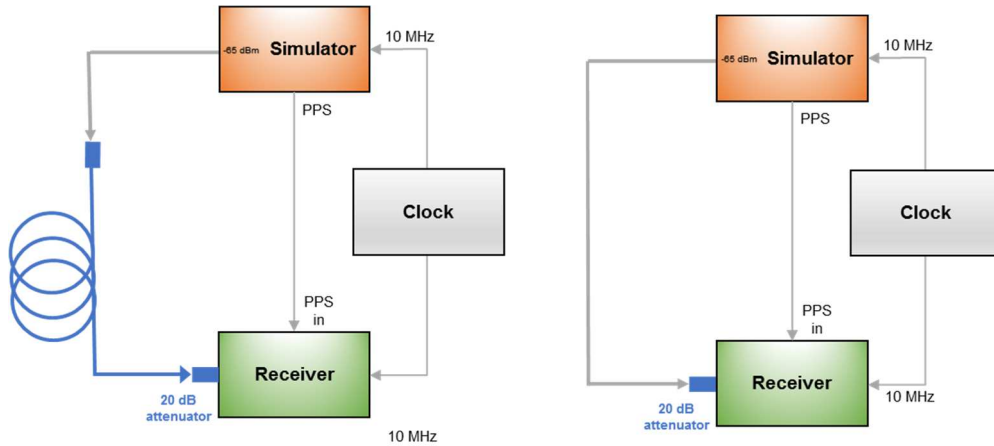 -65 dBm Simulator
10 MHz
PPS
Clock
PPS
in
Receiver
20 dB
attenuator
10 MHz
-65 dBm Simulator
10 MHz
PPS
Clock
PPS
in
Receiver
10 MHz
20 dB
attenuator